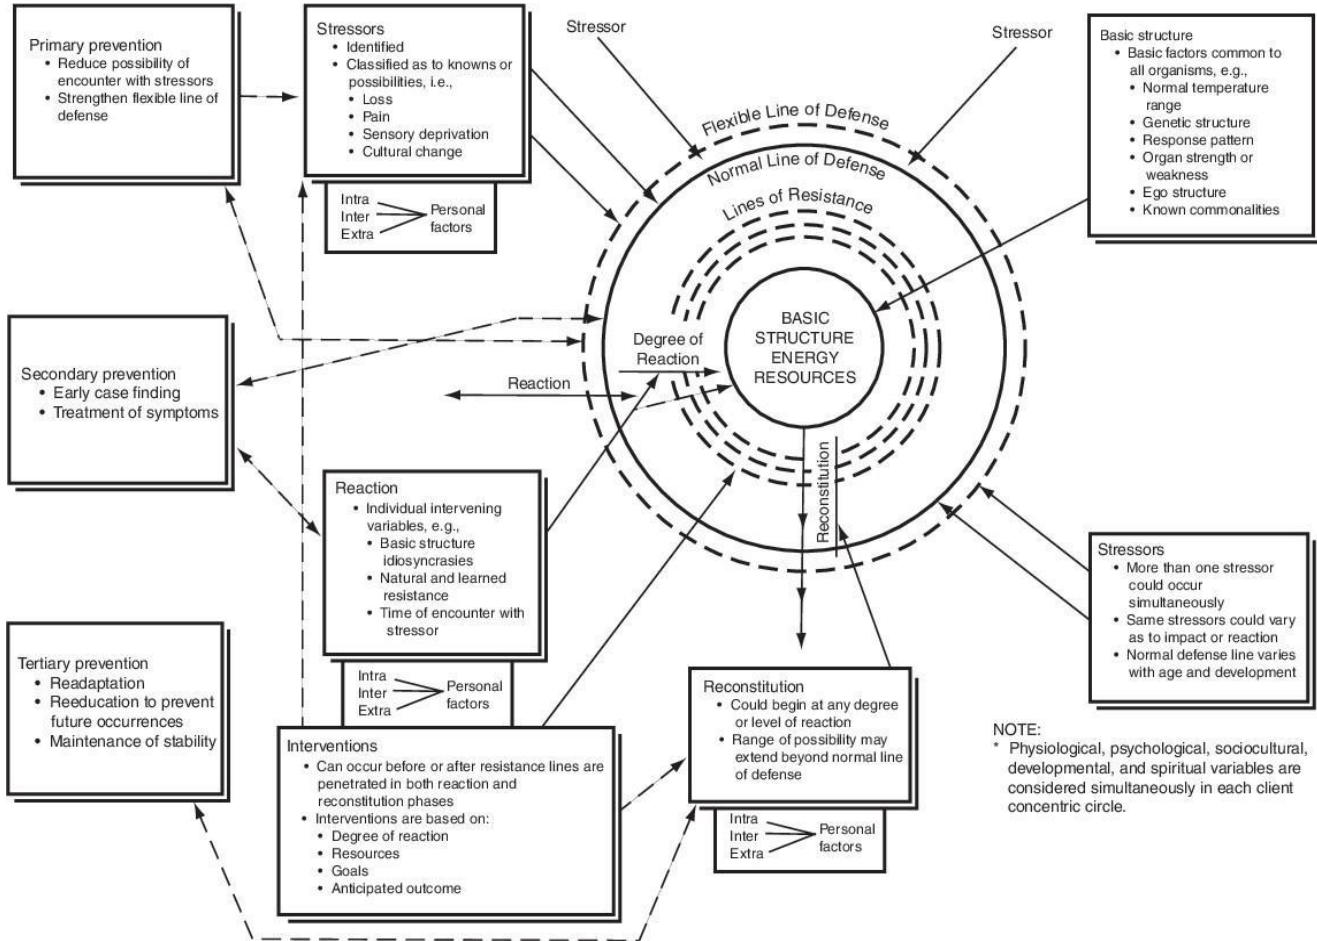 Primary prevention
• Reduce possibility of
encounter with stressors
• Strengthen flexible line of
defense
Stressors
• Identified
• Classified as to knowns or
possibilities, i.e.,
• Loss
• Pain
• Sensory deprivation
• Cultural change
Intra
Inter
Extra
Personal
factors
Stressor
Stressor
Flexible Line of Defense
Normal Line of Defense
Lines of Resistance
BASIC
STRUCTURE
ENERGY
RESOURCES
Degree of
Reaction
Reaction
Reconstitution
Basic structure
• Basic factors common to
all organisms, e.g.,
• Normal temperature
range
• Genetic structure
• Response pattern
• Organ strength or
weakness
• Ego structure
• Known commonalities
Secondary prevention
• Early case finding
• Treatment of symptoms
Reaction
• Individual intervening
variables, e.g.,
• Basic structure
idiosyncrasies
• Natural and learned
resistance
• Time of encounter with
stressor
Intra
Inter
Extra
Personal
factors
Stressors
• More than one stressor
could occur
simultaneously
• Same stressors could vary
as to impact or reaction
• Normal defense line varies
with age and development
Tertiary prevention
• Readaptation
• Reeducation to prevent
future occurrences
• Maintenance of stability
Interventions
• Can occur before or after resistance lines are
penetrated in both reaction and
reconstitution phases
• Interventions are based on:
• Degree of reaction
• Resources
• Goals
• Anticipated outcome
Reconstitution
• Could begin at any degree
or level of reaction
• Range of possibility may
extend beyond normal line
of defense
Intra
Inter
Extra
Personal
factors
NOTE:
* Physiological, psychological, sociocultural,
developmental, and spiritual variables are
considered simultaneously in each client
concentric circle.